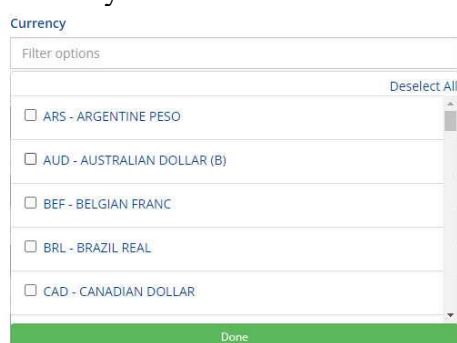 Currency
Filter options
Deselect All
ARS - ARGENTINE PESO
AUD - AUSTRALIAN DOLLAR (B)
BEF - BELGIAN FRANC
BRL - BRAZIL REAL
CAD - CANADIAN DOLLAR
Done